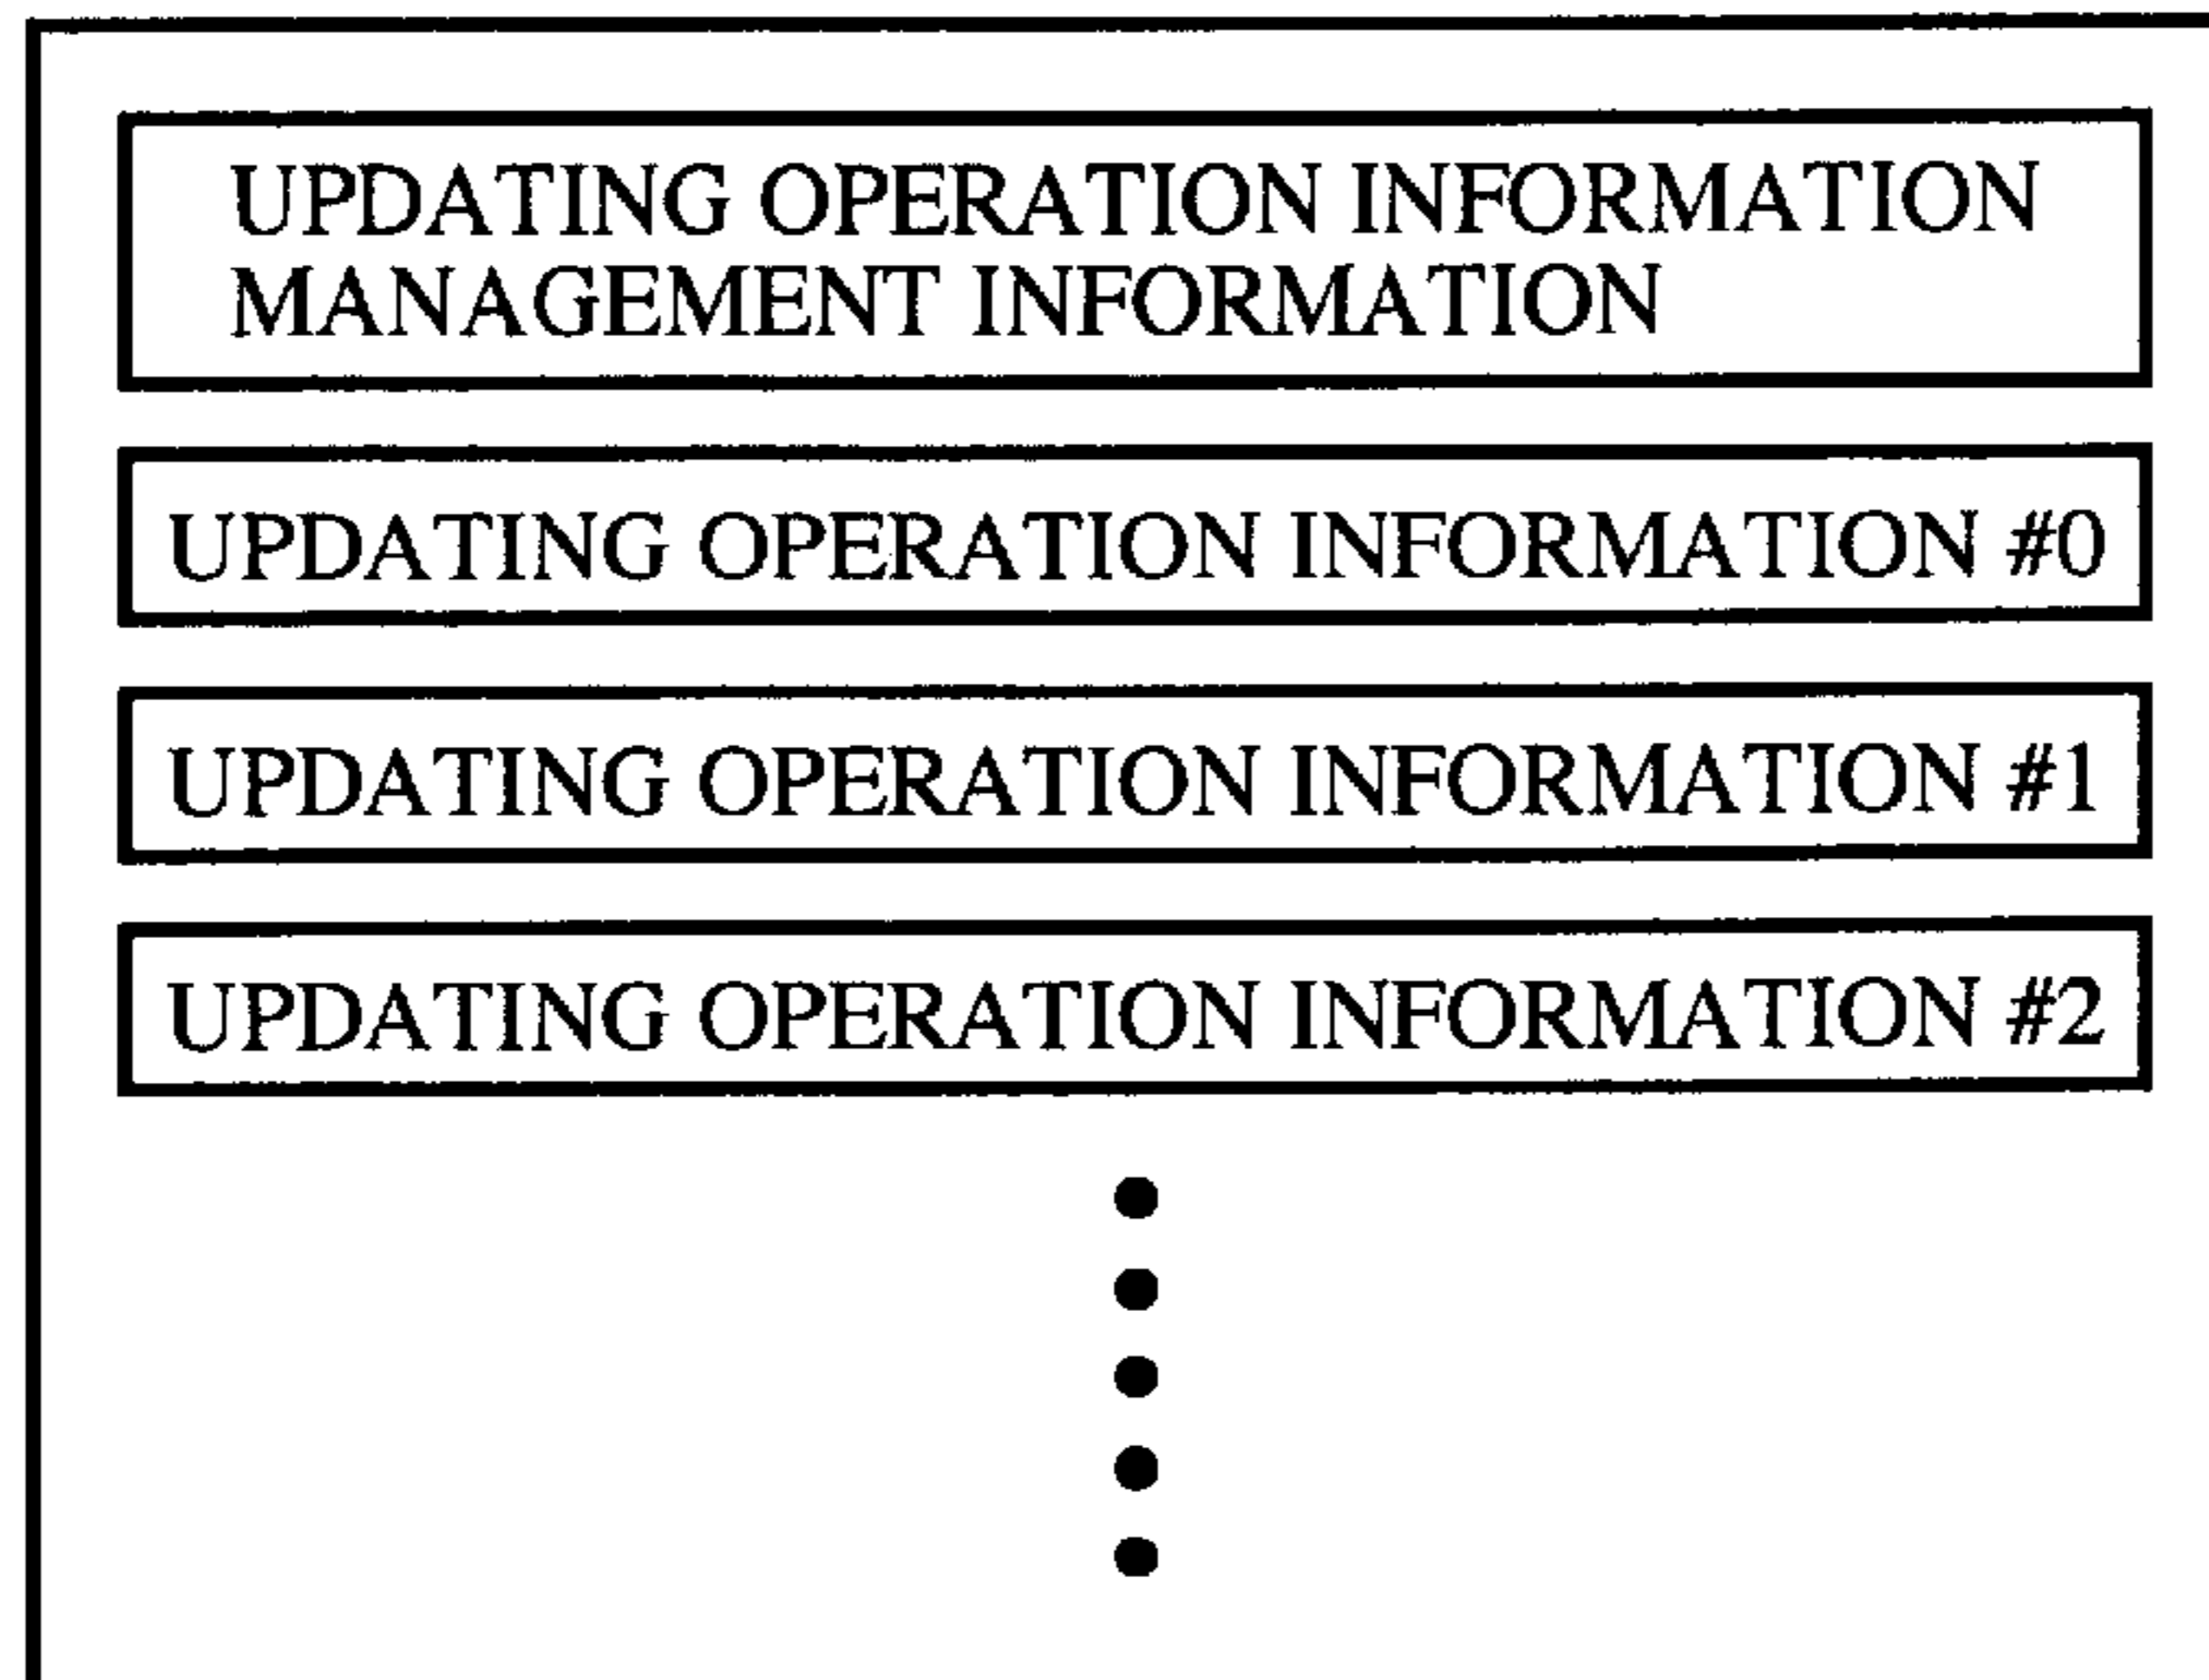 UPDATING OPERATION INFORMATION
MANAGEMENT INFORMATION
UPDATING OPERATION INFORMATION #0
UPDATING OPERATION INFORMATION #1
UPDATING OPERATION INFORMATION #2